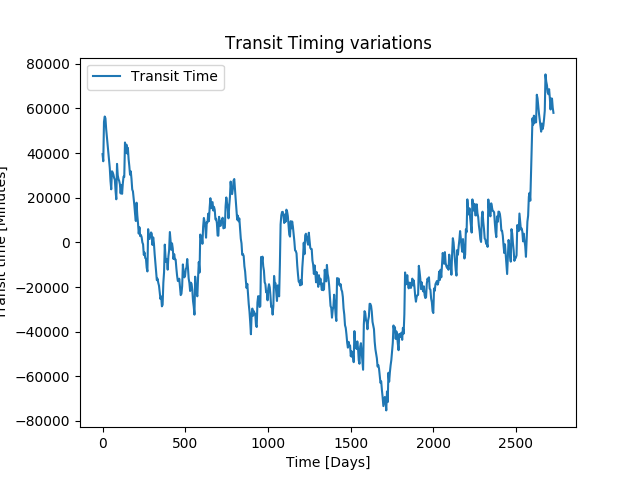 Transit Timing variations
Transit Time
80000
60000
40000
20000
0
−20000
−40000
−60000
−80000
Transit time [Minutes]
0 500 1000 1500 2000 2500
Time [Days]